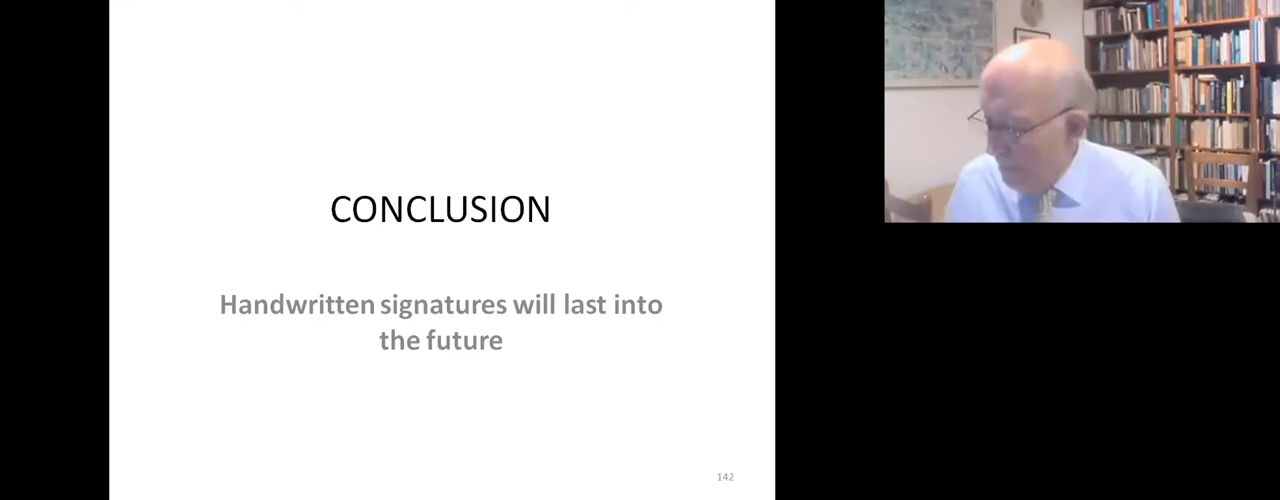 CONCLUSION
Handwritten signatures will last into
the future
142